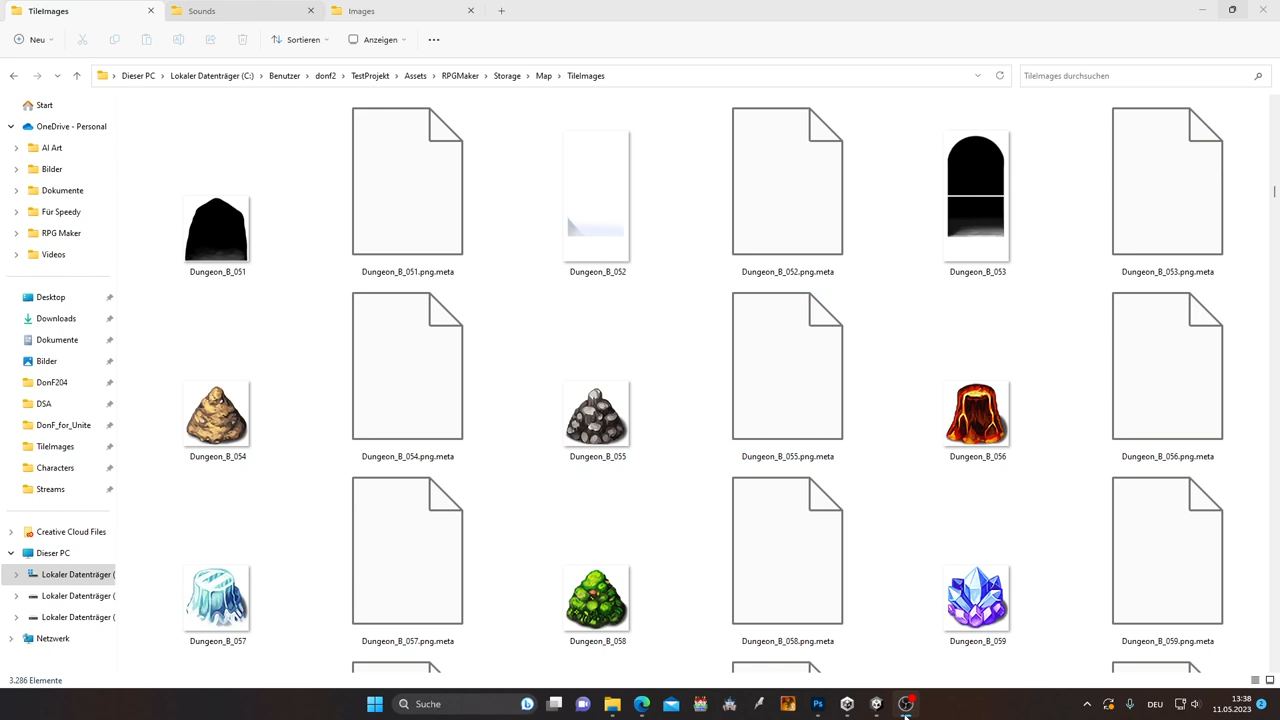 TileImages
Sounds
Images
Neu
Sortieren
Anzeigen
Dieser PC
Lokaler Datenträger (C:)
Benutzer
donf2
TestProjekt
Assets
RPGMaker
Storage
Map
TileImages
TileImages durchsuchen
Start
OneDrive - Personal
AI Art
Bilder
Dokumente
Für Speedy
RPG Maker
Videos
Desktop
Downloads
Dokumente
Bilder
DonF204
DSA
DonF_for_Unite
TileImages
Characters
Streams
Creative Cloud Files
Dieser PC
Lokaler Datenträger (
Lokaler Datenträger (
Lokaler Datenträger (
Netzwerk
Dungeon_B_051
Dungeon_B_051.png.meta
Dungeon_B_052
Dungeon_B_052.png.meta
Dungeon_B_053
Dungeon_B_053.png.meta
Dungeon_B_054
Dungeon_B_054.png.meta
Dungeon_B_055
Dungeon_B_055.png.meta
Dungeon_B_056
Dungeon_B_056.png.meta
Dungeon_B_057
Dungeon_B_057.png.meta
Dungeon_B_058
Dungeon_B_058.png.meta
Dungeon_B_059
Dungeon_B_059.png.meta
3.286 Elemente
Suche
Ps
DEU
13:38
11.05.2023